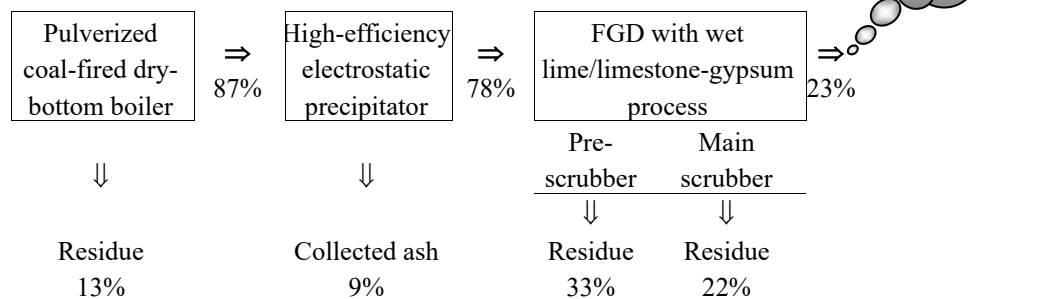 Pulverized
coal-fired dry-
bottom boiler
⇒
87%
High-efficiency
electrostatic
precipitator
⇒
78%
FGD with wet
lime/limestone-gypsum
process
⇒
23%
Pre-
scrubber
Main
scrubber
⇓ ⇓ ⇓ ⇓
Residue
13%
Collected ash
9%
Residue
33%
Residue
22%